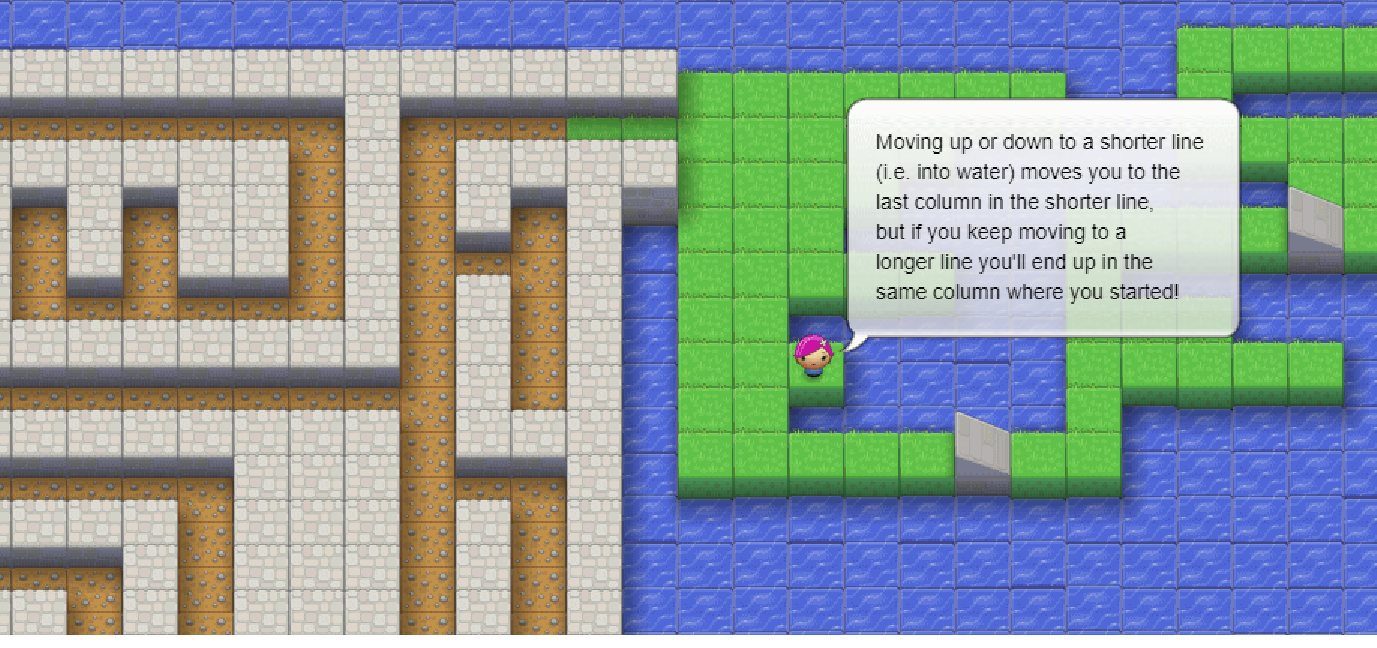 Moving up or down to a shorter line
(i.e. into water) moves you to the
last column in the shorter line,
but if you keep moving to a
longer line you'll end up in the
same column where you started!